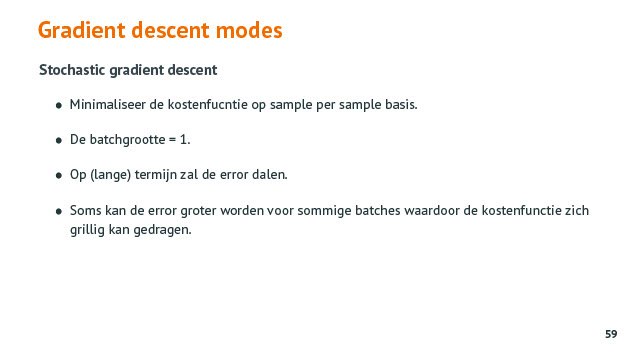 Gradient descent modes
Stochastic gradient descent
● Minimaliseer de kostenfucntie op sample per sample basis.
● De batchgrootte = 1.
● Op (lange) termijn zal de error dalen.
● Soms kan de error groter worden voor sommige batches waardoor de kostenfunctie zich
grillig kan gedragen.
59